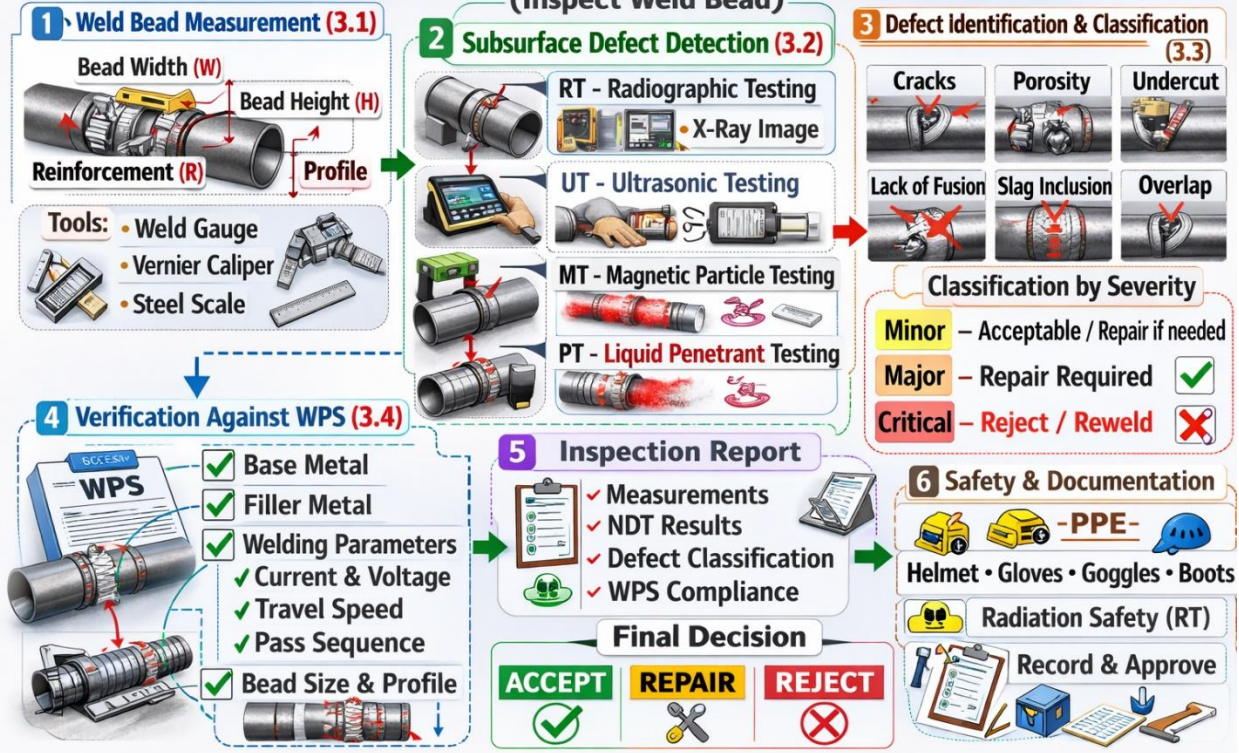 (Inspect Weld Bead)
1 Weld Bead Measurement (3.1)
Bead Width (W)
Bead Height (H)
Reinforcement (R)
Profile
Tools:
• Weld Gauge
• Vernier Caliper
• Steel Scale
2 Subsurface Defect Detection (3.2)
RT - Radiographic Testing
• X-Ray Image
UT - Ultrasonic Testing
MT - Magnetic Particle Testing
PT - Liquid Penetrant Testing
3 Defect Identification & Classification
(3.3)
Cracks Porosity Undercut
Lack of Fusion Slag Inclusion Overlap
Classification by Severity
Minor – Acceptable / Repair if needed
Major – Repair Required
Critical – Reject / Reweld
4 Verification Against WPS (3.4)
WPS
Base Metal
Filler Metal
Welding Parameters
✓ Current & Voltage
✓ Travel Speed
✓ Pass Sequence
Bead Size & Profile
5 Inspection Report
✓ Measurements
✓ NDT Results
✓ Defect Classification
✓ WPS Compliance
Final Decision
ACCEPT REPAIR REJECT
6 Safety & Documentation
-PPE-
Helmet • Gloves • Goggles • Boots
Radiation Safety (RT)
Record & Approve